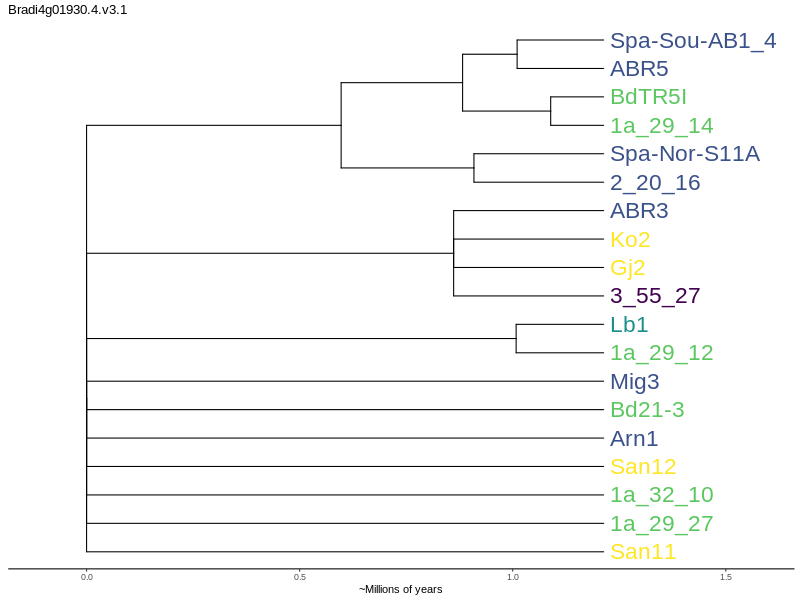 Bradi4g01930.4.v3.1
Spa-Sou-AB1_4
ABR5
BdTR5I
1a_29_14
Spa-Nor-S11A
2_20_16
ABR3
Ko2
Gj2
3_55_27
Lb1
1a_29_12
Mig3
Bd21-3
Arn1
San12
1a_32_10
1a_29_27
San11
0.0 0.5 1.0 1.5
~Millions of years